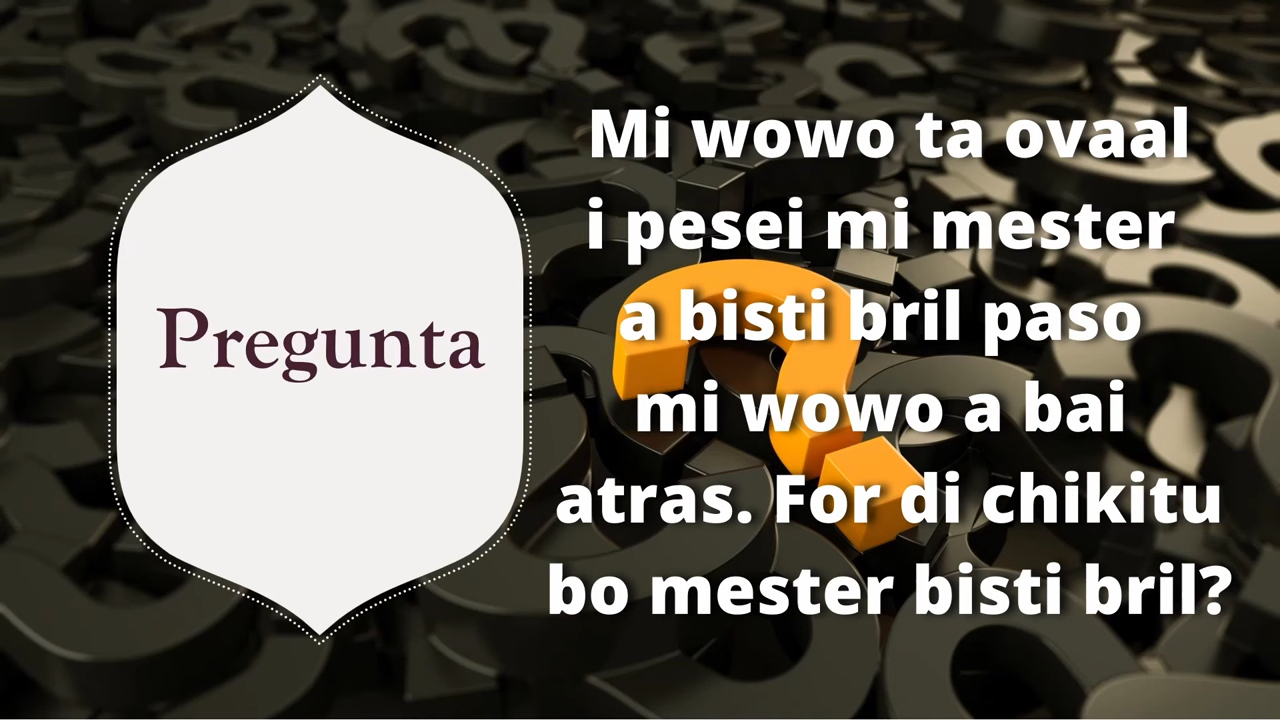 Pregunta
Mi wowo ta ovaal
i pesei mi mester
a bisti bril paso
mi wowo a bai
atras. For di chikitu
bo mester bisti bril?